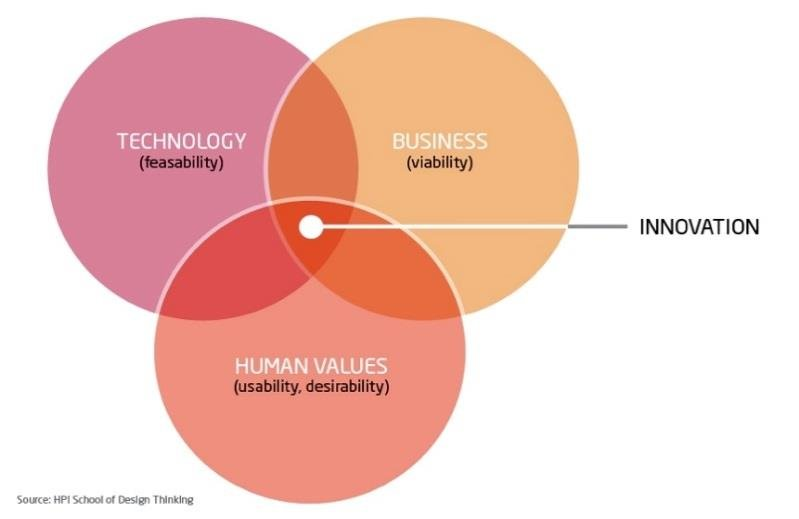 TECHNOLOGY
(feasability)
BUSINESS
(viability)
INNOVATION
HUMAN VALUES
(usability, desirability)
Source: HPI School of Design Thinking